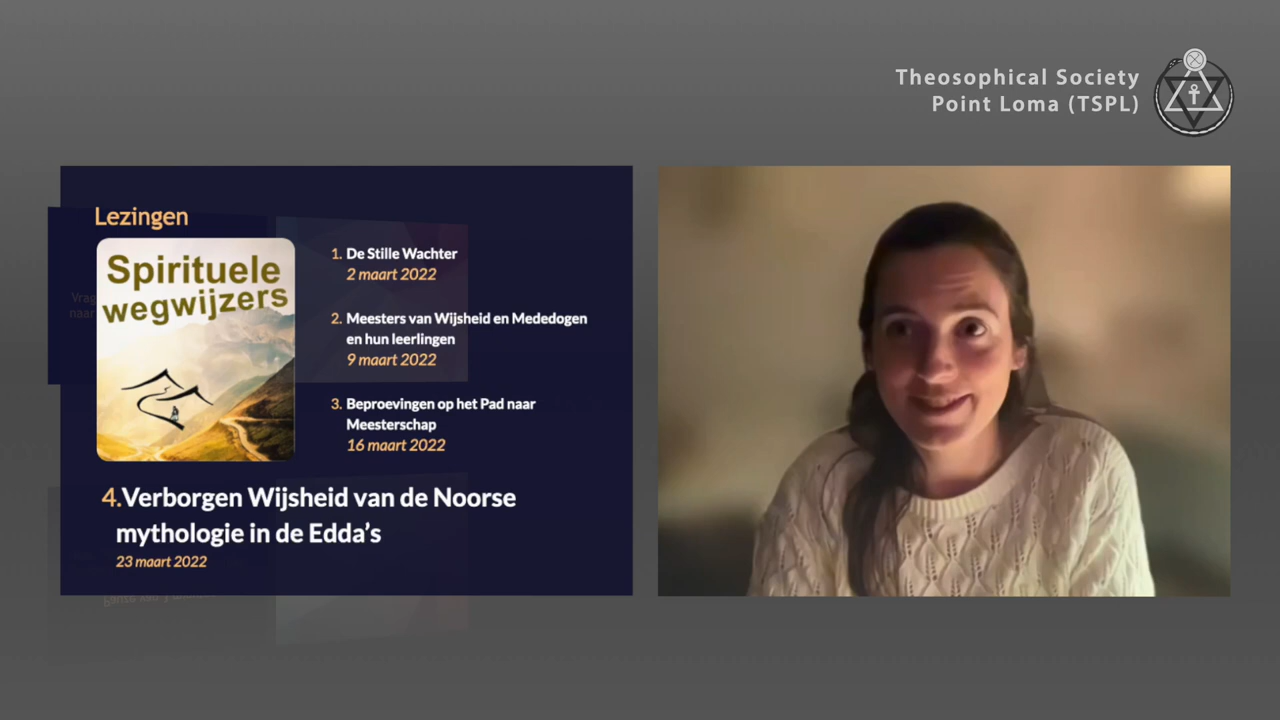 Theosophical Society
Point Loma (TSPL)
Lezingen
Spirituele
wegwijzers
1. De Stille Wachter
2 maart 2022
2. Meesters van Wijsheid en Mededogen
en hun leerlingen
9 maart 2022
3. Beproevingen op het Pad naar
Meesterschap
16 maart 2022
4.Verborgen Wijsheid van de Noorse
mythologie in de Edda's
23 maart 2022
Vrag
naar